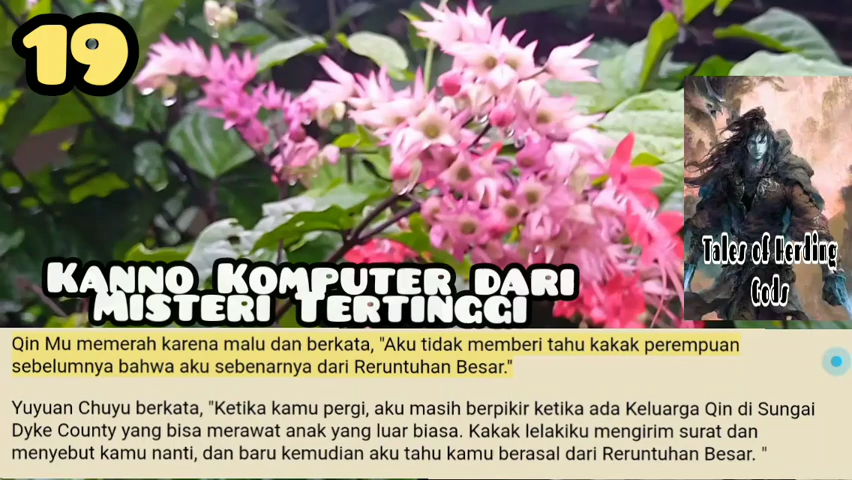 19
Tales of Herding
Gods
Kanno Komputer dari
Misteri Tertinggi
Qin Mu memerah karena malu dan berkata, "Aku tidak memberi tahu kakak perempuan
sebelumnya bahwa aku sebenarnya dari Reruntuhan Besar."
Yuyuan Chuyu berkata, "Ketika kamu pergi, aku masih berpikir ketika ada Keluarga Qin di Sungai
Dyke County yang bisa merawat anak yang luar biasa. Kakak lelakiku mengirim surat dan
menyebut kamu nanti, dan baru kemudian aku tahu kamu berasal dari Reruntuhan Besar. "